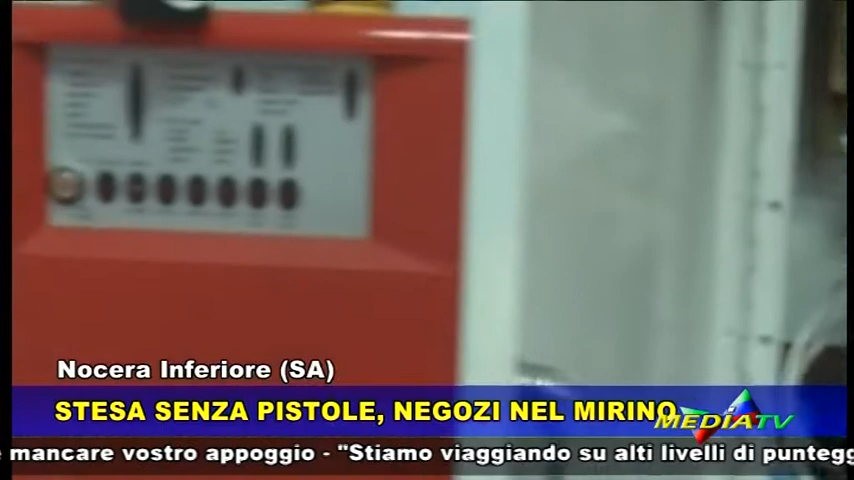 Nocera Inferiore (SA)
STESA SENZA PISTOLE, NEGOZI NEL MIRINO
MEDIATV
mancare vostro appoggio - "Stiamo viaggiando su alti livelli di